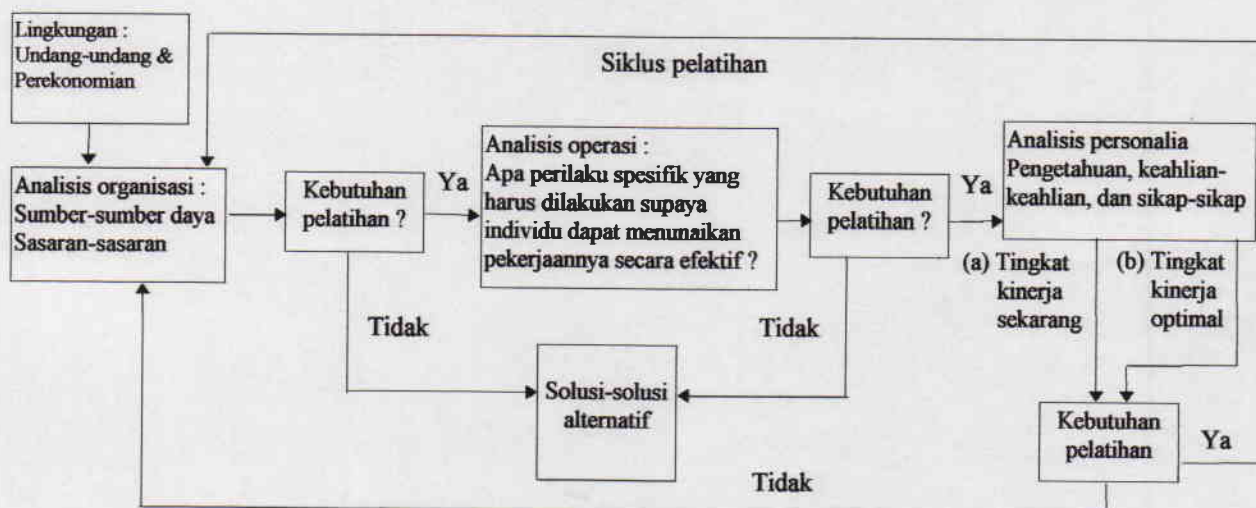 Lingkungan :
Undang-undang &
Perekonomian
Siklus pelatihan
Analisis organisasi :
Sumber-sumber daya
Sasaran-sasaran
Kebutuhan
pelatihan ?
Ya
Analisis operasi :
Apa perilaku spesifik yang
harus dilakukan supaya
individu dapat menunaikan
pekerjaannya secara efektif ?
Kebutuhan
pelatihan ?
Ya
Analisis personalia
Pengetahuan, keahlian-
keahlian, dan sikap-sikap
(a) Tingkat
kinerja
sekarang
(b) Tingkat
kinerja
optimal
Tidak
Tidak
Solusi-solusi
alternatif
Kebutuhan
pelatihan
Ya
Tidak